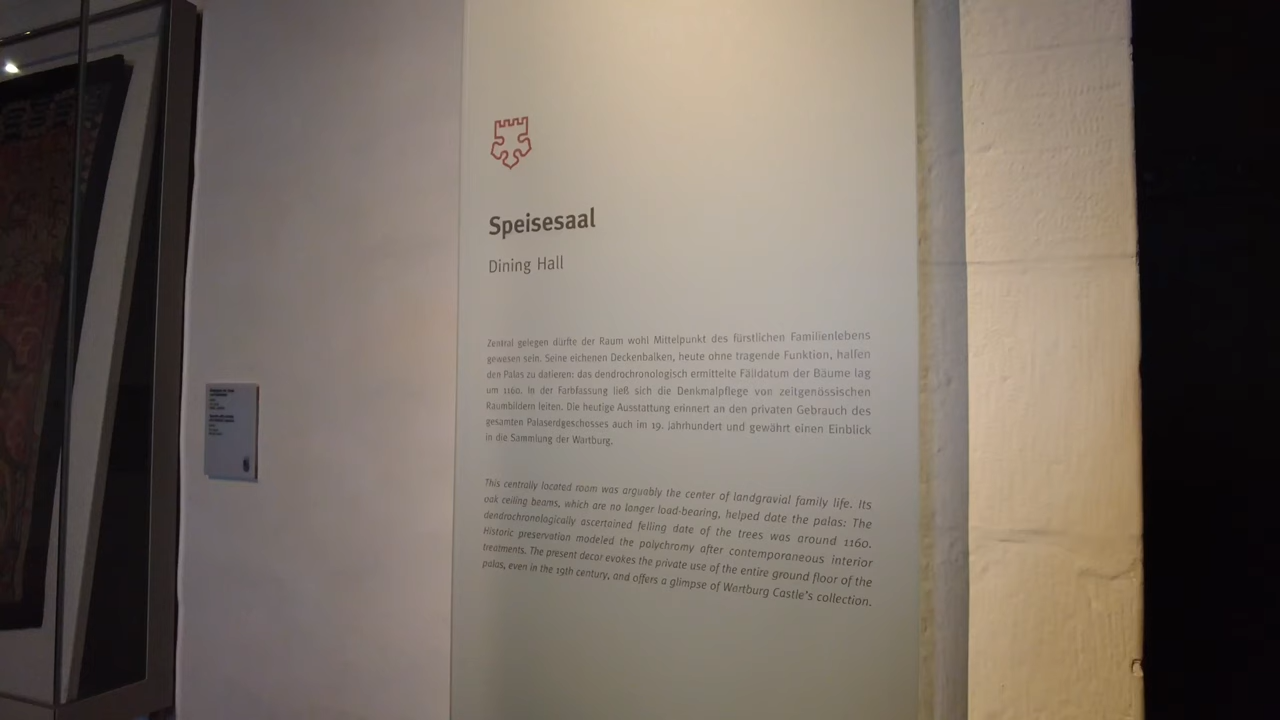 Speisesaal
Dining Hall
Zentral gelegen dürfte der Raum wohl Mittelpunkt des fürstlichen Familienlebens
gewesen sein. Seine eichenen Deckenbalken, heute ohne tragende Funktion, halfen
den Palas zu datieren: das dendrochronologisch ermittelte Fälldatum der Bäume lag
um 1160. In der Farbfassung ließ sich die Denkmalpflege von zeitgenössischen
Raumbildern leiten. Die heutige Ausstattung erinnert an den privaten Gebrauch des
gesamten Palaserdgeschosses auch im 19. Jahrhundert und gewährt einen Einblick
in die Sammlung der Wartburg.
This centrally located room was arguably the center of landgravial family life. Its
oak ceiling beams, which are no longer load-bearing, helped date the palas: The
dendrochronologically ascertained felling date of the trees was around 1160.
Historic preservation modeled the polychromy after contemporaneous interior
treatments. The present decor evokes the private use of the entire ground floor of the
palas, even in the 19th century, and offers a glimpse of Wartburg Castle's collection.